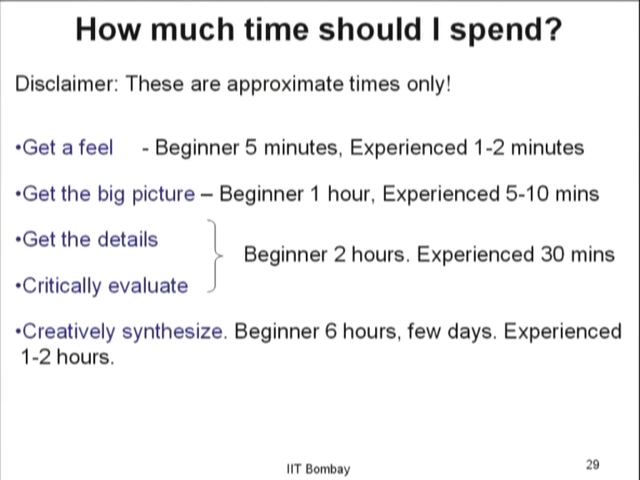 How much time should I spend?
Disclaimer: These are approximate times only!
•Get a feel - Beginner 5 minutes, Experienced 1-2 minutes
•Get the big picture – Beginner 1 hour, Experienced 5-10 mins
•Get the details
Beginner 2 hours. Experienced 30 mins
•Critically evaluate
•Creatively synthesize. Beginner 6 hours, few days. Experienced
1-2 hours.
IIT Bombay
29